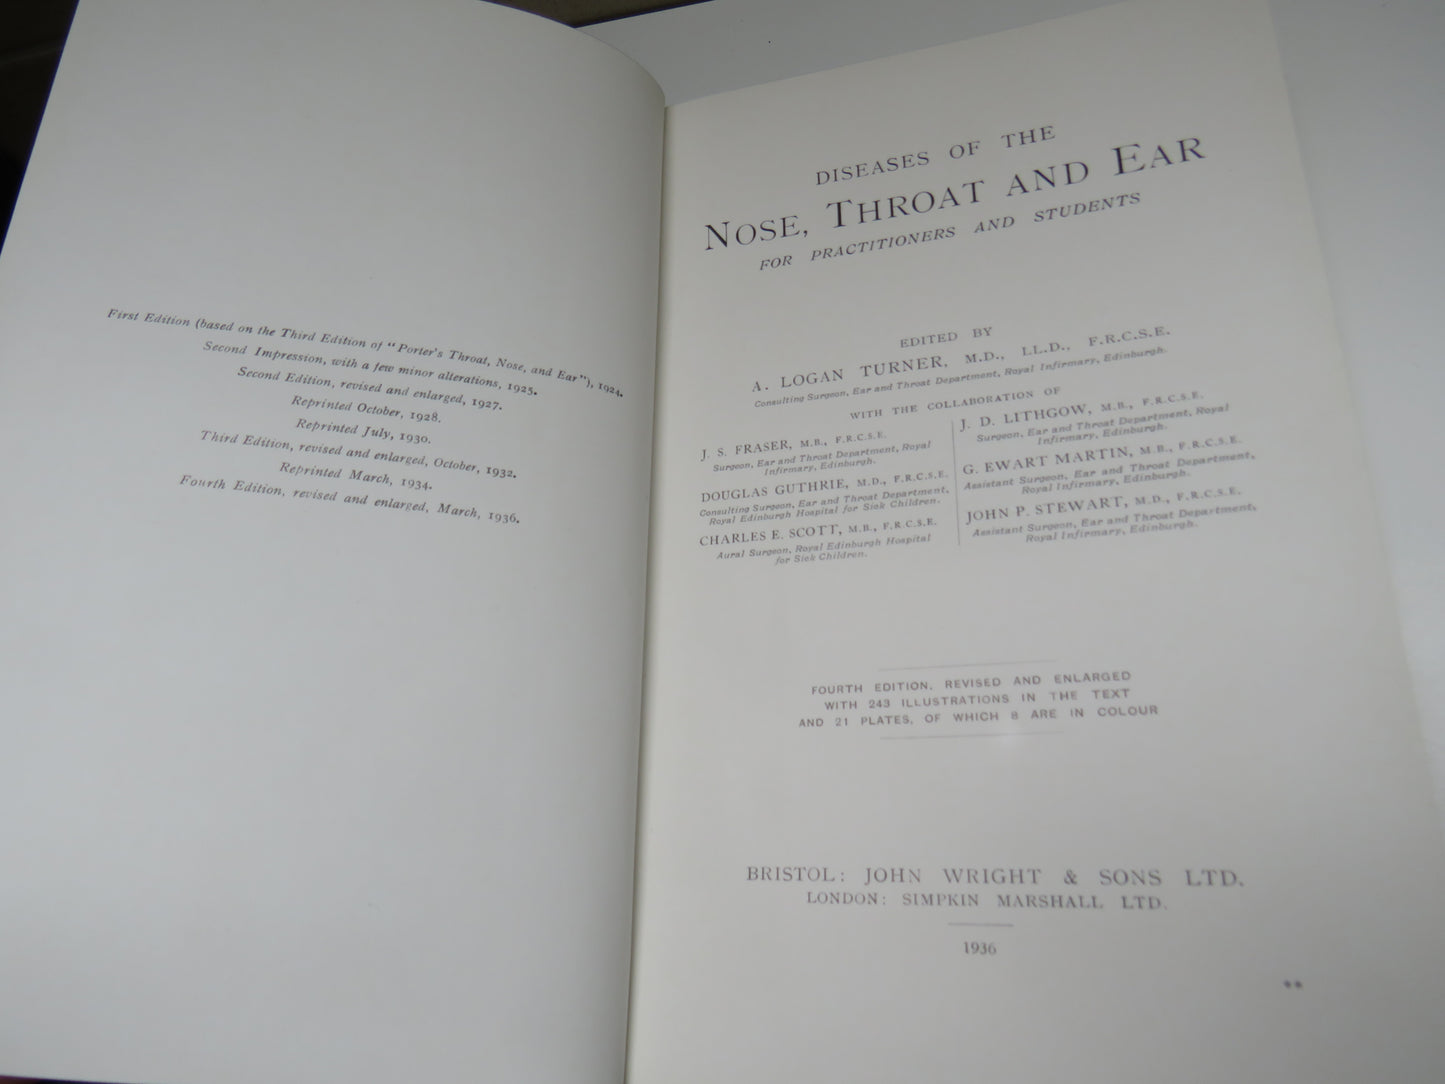 First Edition (based on the Third Edition of "Porter's Throat, Nose, and Ear"), 1924.
Second Impression, with a few minor alterations, 1925.
Second Edition, revised and enlarged, 1927.
Reprinted October, 1928.
Reprinted July, 1930.
Third Edition, revised and enlarged, October, 1932.
Reprinted March, 1934.
Fourth Edition, revised and enlarged, March, 1936.
DISEASES OF THE
NOSE, THROAT AND EAR
FOR PRACTITIONERS AND STUDENTS
EDITED BY
A. LOGAN TURNER, M.D., LL.D., F.R.C.S.E.
Consulting Surgeon, Ear and Throat Department, Royal Infirmary, Edinburgh.
WITH THE COLLABORATION OF
J. S. FRASER, M.B., F.R.C.S.E.
Surgeon, Ear and Throat Department, Royal
Infirmary, Edinburgh.
DOUGLAS GUTHRIE, M.D., F.R.C.S.E.
Consulting Surgeon, Ear and Throat Department,
Royal Edinburgh Hospital for Sick Children.
CHARLES E. SCOTT, M.B., F.R.C.S.E.
Aural Surgeon, Royal Edinburgh Hospital
for Sick Children.
J. D. LITHGOW, M.B., F.R.C.S.E.
Surgeon, Ear and Throat Department, Royal
Infirmary, Edinburgh.
G. EWART MARTIN, M.B., F.R.C.S.E.
Assistant Surgeon, Ear and Throat Department,
Royal Infirmary, Edinburgh.
JOHN P. STEWART, M.D., F.R.C.S.E.
Assistant Surgeon, Ear and Throat Department,
Royal Infirmary, Edinburgh.
FOURTH EDITION, REVISED AND ENLARGED
WITH 243 ILLUSTRATIONS IN THE TEXT
AND 21 PLATES, OF WHICH 8 ARE IN COLOUR
BRISTOL: JOHN WRIGHT & SONS LTD.
LONDON: SIMPKIN MARSHALL LTD.
1936
**